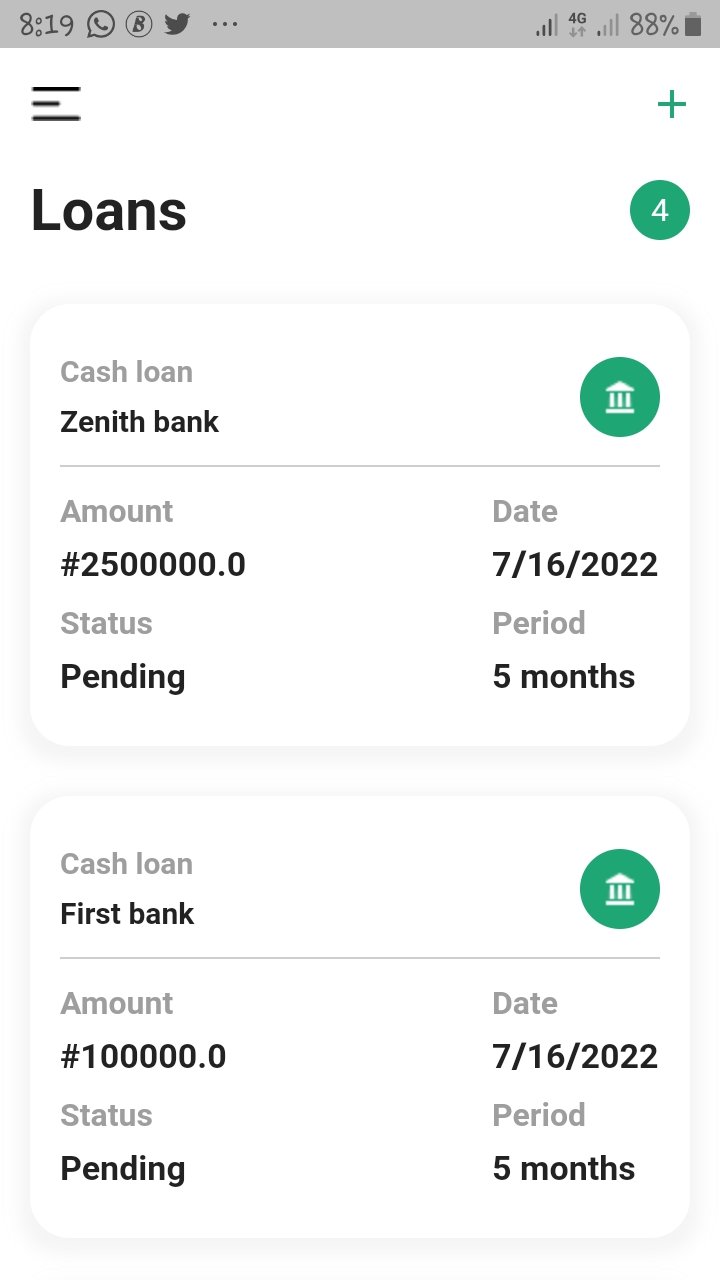 8:19 4G 88%
Loans 4
Cash loan
Zenith bank
Amount Date
#2500000.0 7/16/2022
Status Period
Pending 5 months
Cash loan
First bank
Amount Date
#100000.0 7/16/2022
Status Period
Pending 5 months